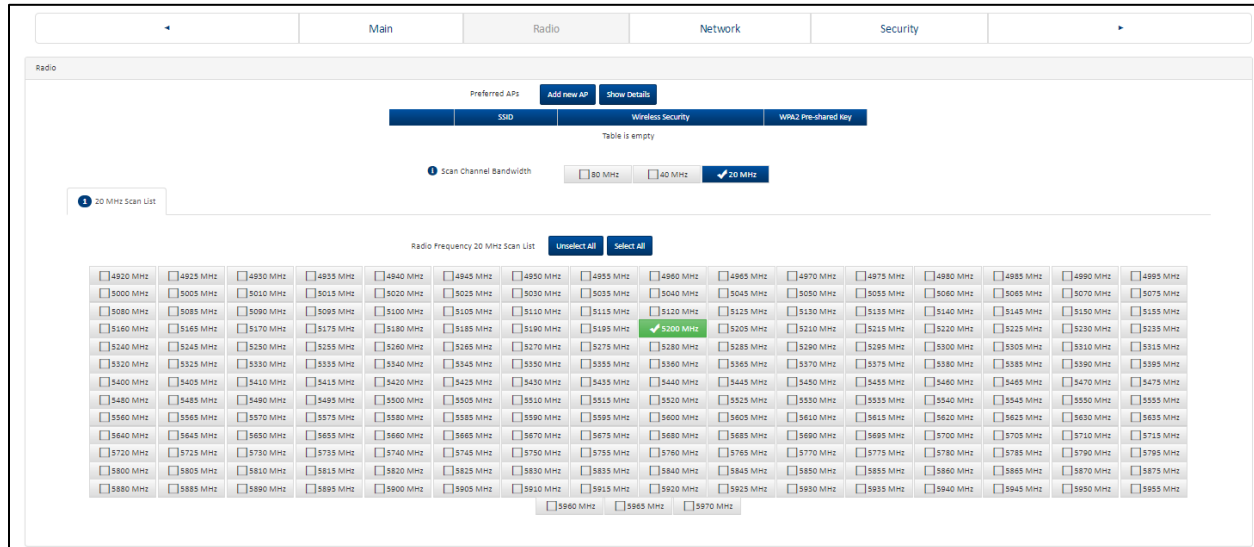 ◄ Main Radio Network Security ►
Radio
Preferred APs Add new AP Show Details
SSID Wireless Security WPA2 Pre-shared Key
Table is empty
i Scan Channel Bandwidth 80 MHz 40 MHz 20 MHz
1 20 MHz Scan List
Radio Frequency 20 MHz Scan List Unselect All Select All
4920 MHz 4925 MHz 4930 MHz 4935 MHz 4940 MHz 4945 MHz 4950 MHz 4955 MHz 4960 MHz 4965 MHz 4970 MHz 4975 MHz 4980 MHz 4985 MHz 4990 MHz 4995 MHz
5000 MHz 5005 MHz 5010 MHz 5015 MHz 5020 MHz 5025 MHz 5030 MHz 5035 MHz 5040 MHz 5045 MHz 5050 MHz 5055 MHz 5060 MHz 5065 MHz 5070 MHz 5075 MHz
5080 MHz 5085 MHz 5090 MHz 5095 MHz 5100 MHz 5105 MHz 5110 MHz 5115 MHz 5120 MHz 5125 MHz 5130 MHz 5135 MHz 5140 MHz 5145 MHz 5150 MHz 5155 MHz
5160 MHz 5165 MHz 5170 MHz 5175 MHz 5180 MHz 5185 MHz 5190 MHz 5195 MHz 5200 MHz 5205 MHz 5210 MHz 5215 MHz 5220 MHz 5225 MHz 5230 MHz 5235 MHz
5240 MHz 5245 MHz 5250 MHz 5255 MHz 5260 MHz 5265 MHz 5270 MHz 5275 MHz 5280 MHz 5285 MHz 5290 MHz 5295 MHz 5300 MHz 5305 MHz 5310 MHz 5315 MHz
5320 MHz 5325 MHz 5330 MHz 5335 MHz 5340 MHz 5345 MHz 5350 MHz 5355 MHz 5360 MHz 5365 MHz 5370 MHz 5375 MHz 5380 MHz 5385 MHz 5390 MHz 5395 MHz
5400 MHz 5405 MHz 5410 MHz 5415 MHz 5420 MHz 5425 MHz 5430 MHz 5435 MHz 5440 MHz 5445 MHz 5450 MHz 5455 MHz 5460 MHz 5465 MHz 5470 MHz 5475 MHz
5480 MHz 5485 MHz 5490 MHz 5495 MHz 5500 MHz 5505 MHz 5510 MHz 5515 MHz 5520 MHz 5525 MHz 5530 MHz 5535 MHz 5540 MHz 5545 MHz 5550 MHz 5555 MHz
5560 MHz 5565 MHz 5570 MHz 5575 MHz 5580 MHz 5585 MHz 5590 MHz 5595 MHz 5600 MHz 5605 MHz 5610 MHz 5615 MHz 5620 MHz 5625 MHz 5630 MHz 5635 MHz
5640 MHz 5645 MHz 5650 MHz 5655 MHz 5660 MHz 5665 MHz 5670 MHz 5675 MHz 5680 MHz 5685 MHz 5690 MHz 5695 MHz 5700 MHz 5705 MHz 5710 MHz 5715 MHz
5720 MHz 5725 MHz 5730 MHz 5735 MHz 5740 MHz 5745 MHz 5750 MHz 5755 MHz 5760 MHz 5765 MHz 5770 MHz 5775 MHz 5780 MHz 5785 MHz 5790 MHz 5795 MHz
5800 MHz 5805 MHz 5810 MHz 5815 MHz 5820 MHz 5825 MHz 5830 MHz 5835 MHz 5840 MHz 5845 MHz 5850 MHz 5855 MHz 5860 MHz 5865 MHz 5870 MHz 5875 MHz
5880 MHz 5885 MHz 5890 MHz 5895 MHz 5900 MHz 5905 MHz 5910 MHz 5915 MHz 5920 MHz 5925 MHz 5930 MHz 5935 MHz 5940 MHz 5945 MHz 5950 MHz 5955 MHz
5960 MHz 5965 MHz 5970 MHz